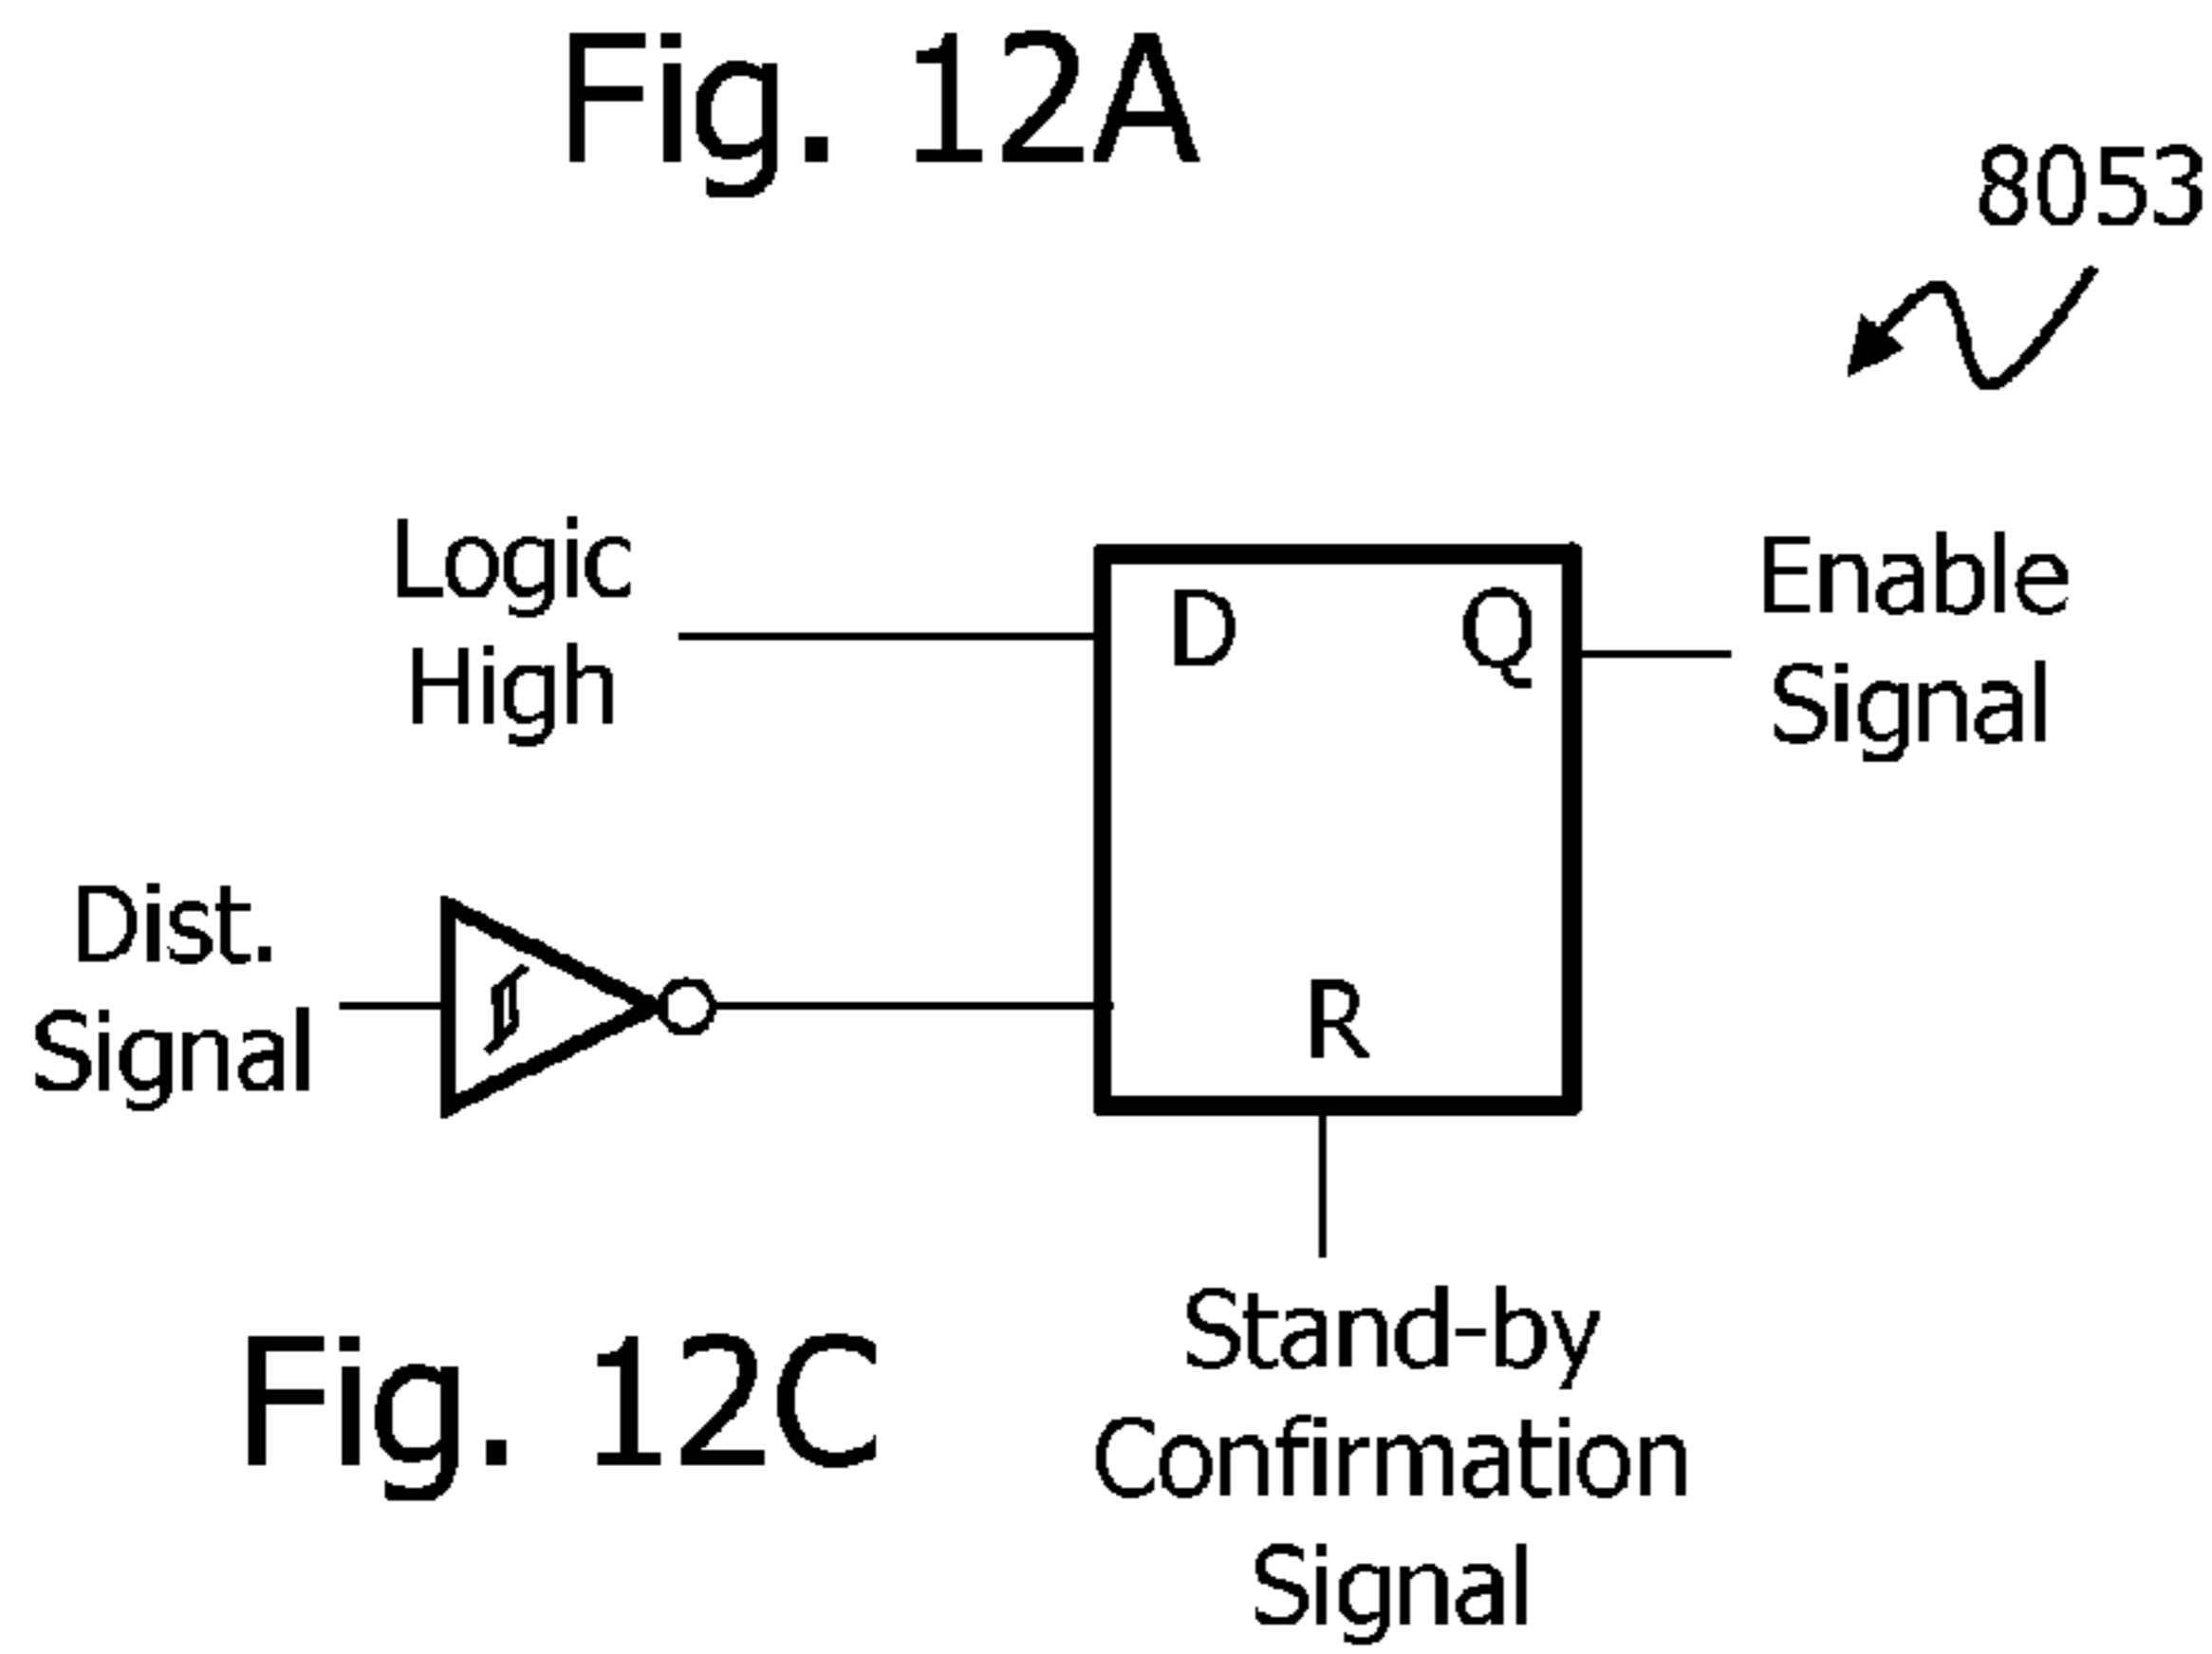 Fig. 12A
8053
Logic
High
D
Q
Enable
Signal
Dist.
Signal
R
Stand-by
Confirmation
Signal
Fig. 12C